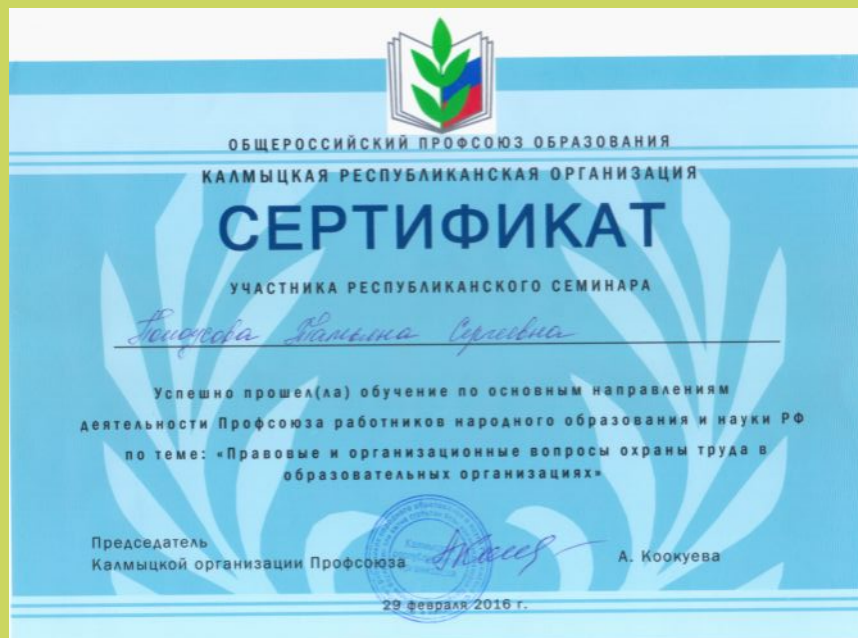 ОБЩЕРОССИЙСКИЙ ПРОФСОЮЗ ОБРАЗОВАНИЯ
КАЛМЫЦКАЯ РЕСПУБЛИКАНСКАЯ ОРГАНИЗАЦИЯ
СЕРТИФИКАТ
УЧАСТНИКА РЕСПУБЛИКАНСКОГО СЕМИНАРА
Татьяна Сергеевна
Успешно прошел(ла) обучение по основным направлениям
деятельности Профсоюза работников народного образования и науки РФ
по теме: «Правовые и организационные вопросы охраны труда в
образовательных организациях»
Председатель
Калмыцкой организации Профсоюза
А. Коокуева
29 февраля 2016 г.